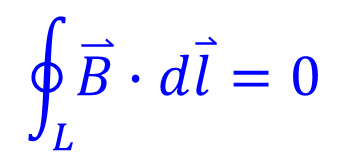 ∮_L B⃗ · dl⃗ = 0